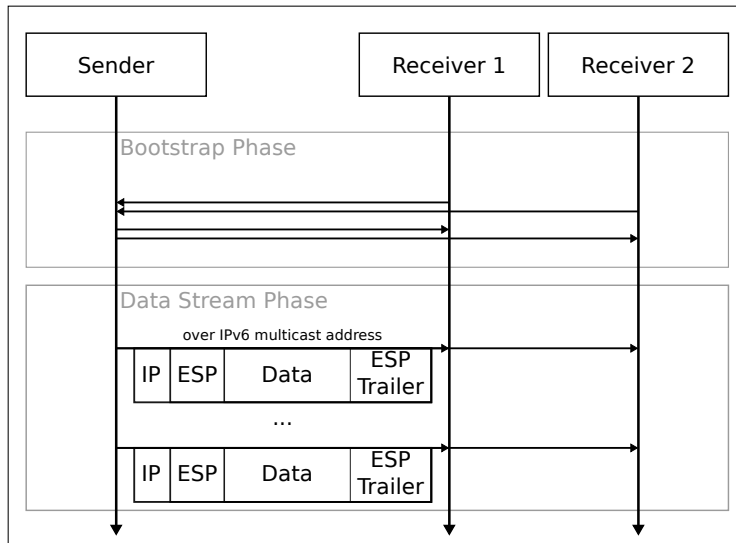 Sender
Receiver 1
Receiver 2
Bootstrap Phase
Data Stream Phase
over IPv6 multicast address
IP
ESP
Data
ESP
Trailer
...
IP
ESP
Data
ESP
Trailer